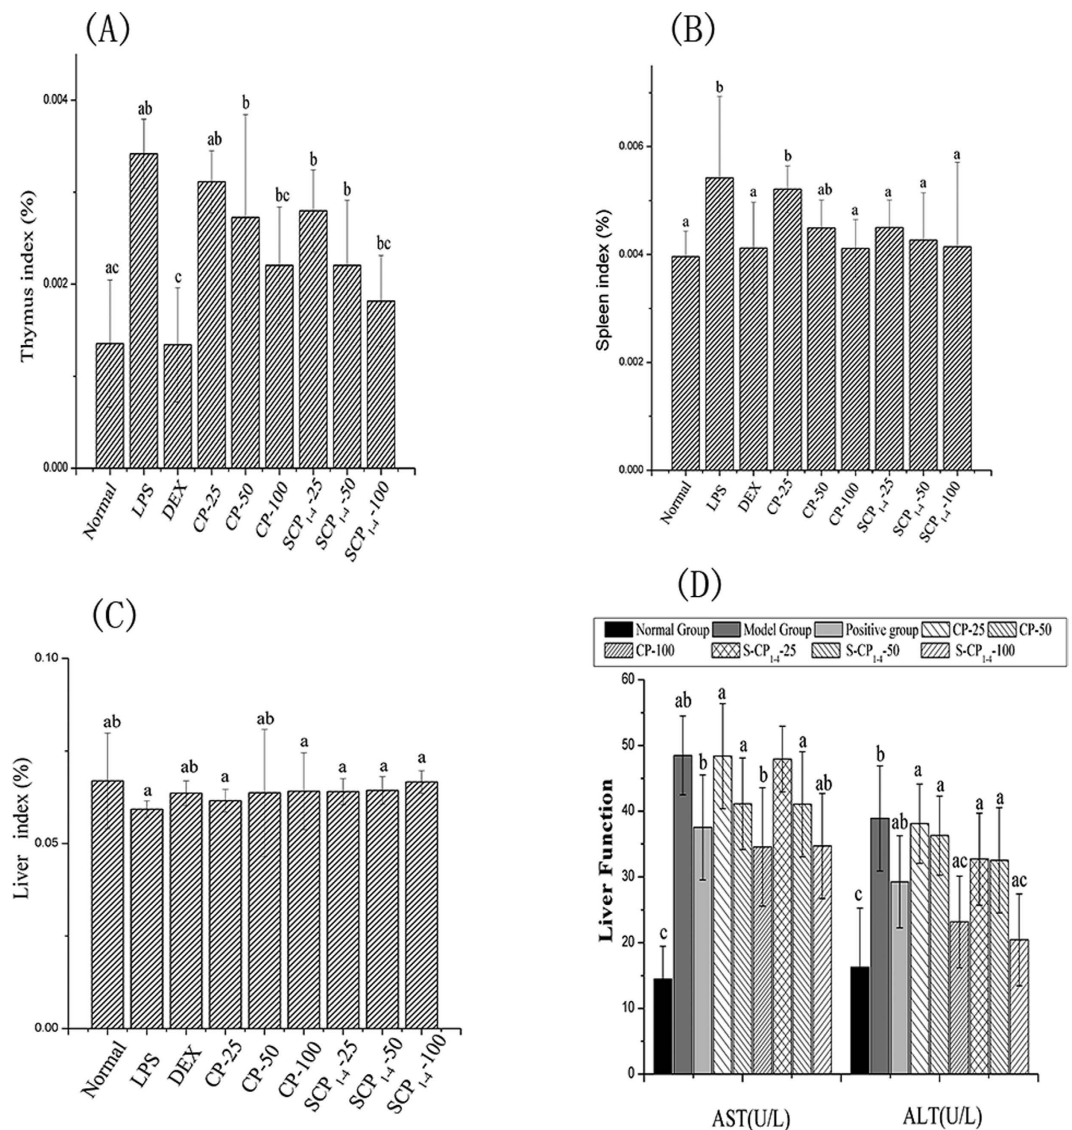 (A)
Thymus index (%)
0.004
0.002
0.000
ab
ab
b
b
b
bc
bc
ac
c
Normal
LPS
DEX
CP-25
CP-50
CP-100
SCP1-4-25
SCP1-4-50
SCP1-4-100
(B)
Spleen index (%)
0.006
0.004
0.002
0.000
a
b
a
b
ab
a
a
a
a
Normal
LPS
DEX
CP-25
CP-50
CP-100
SCP1-4-25
SCP1-4-50
SCP1-4-100
(C)
Liver index (%)
0.10
0.05
0.00
ab
a
ab
a
ab
a
a
a
a
Normal
LPS
DEX
CP-25
CP-50
CP-100
SCP1-4-25
SCP1-4-50
SCP1-4-100
(D)
Normal Group Model Group Positive group CP-25 CP-50
CP-100 S-CP1-4-25 S-CP1-4-50 S-CP1-4-100
Liver Function
60
50
40
30
20
10
0
c
ab
b
a
a
b
a
ab
c
b
ab
a
a
ac
a
a
ac
AST(U/L) ALT(U/L)